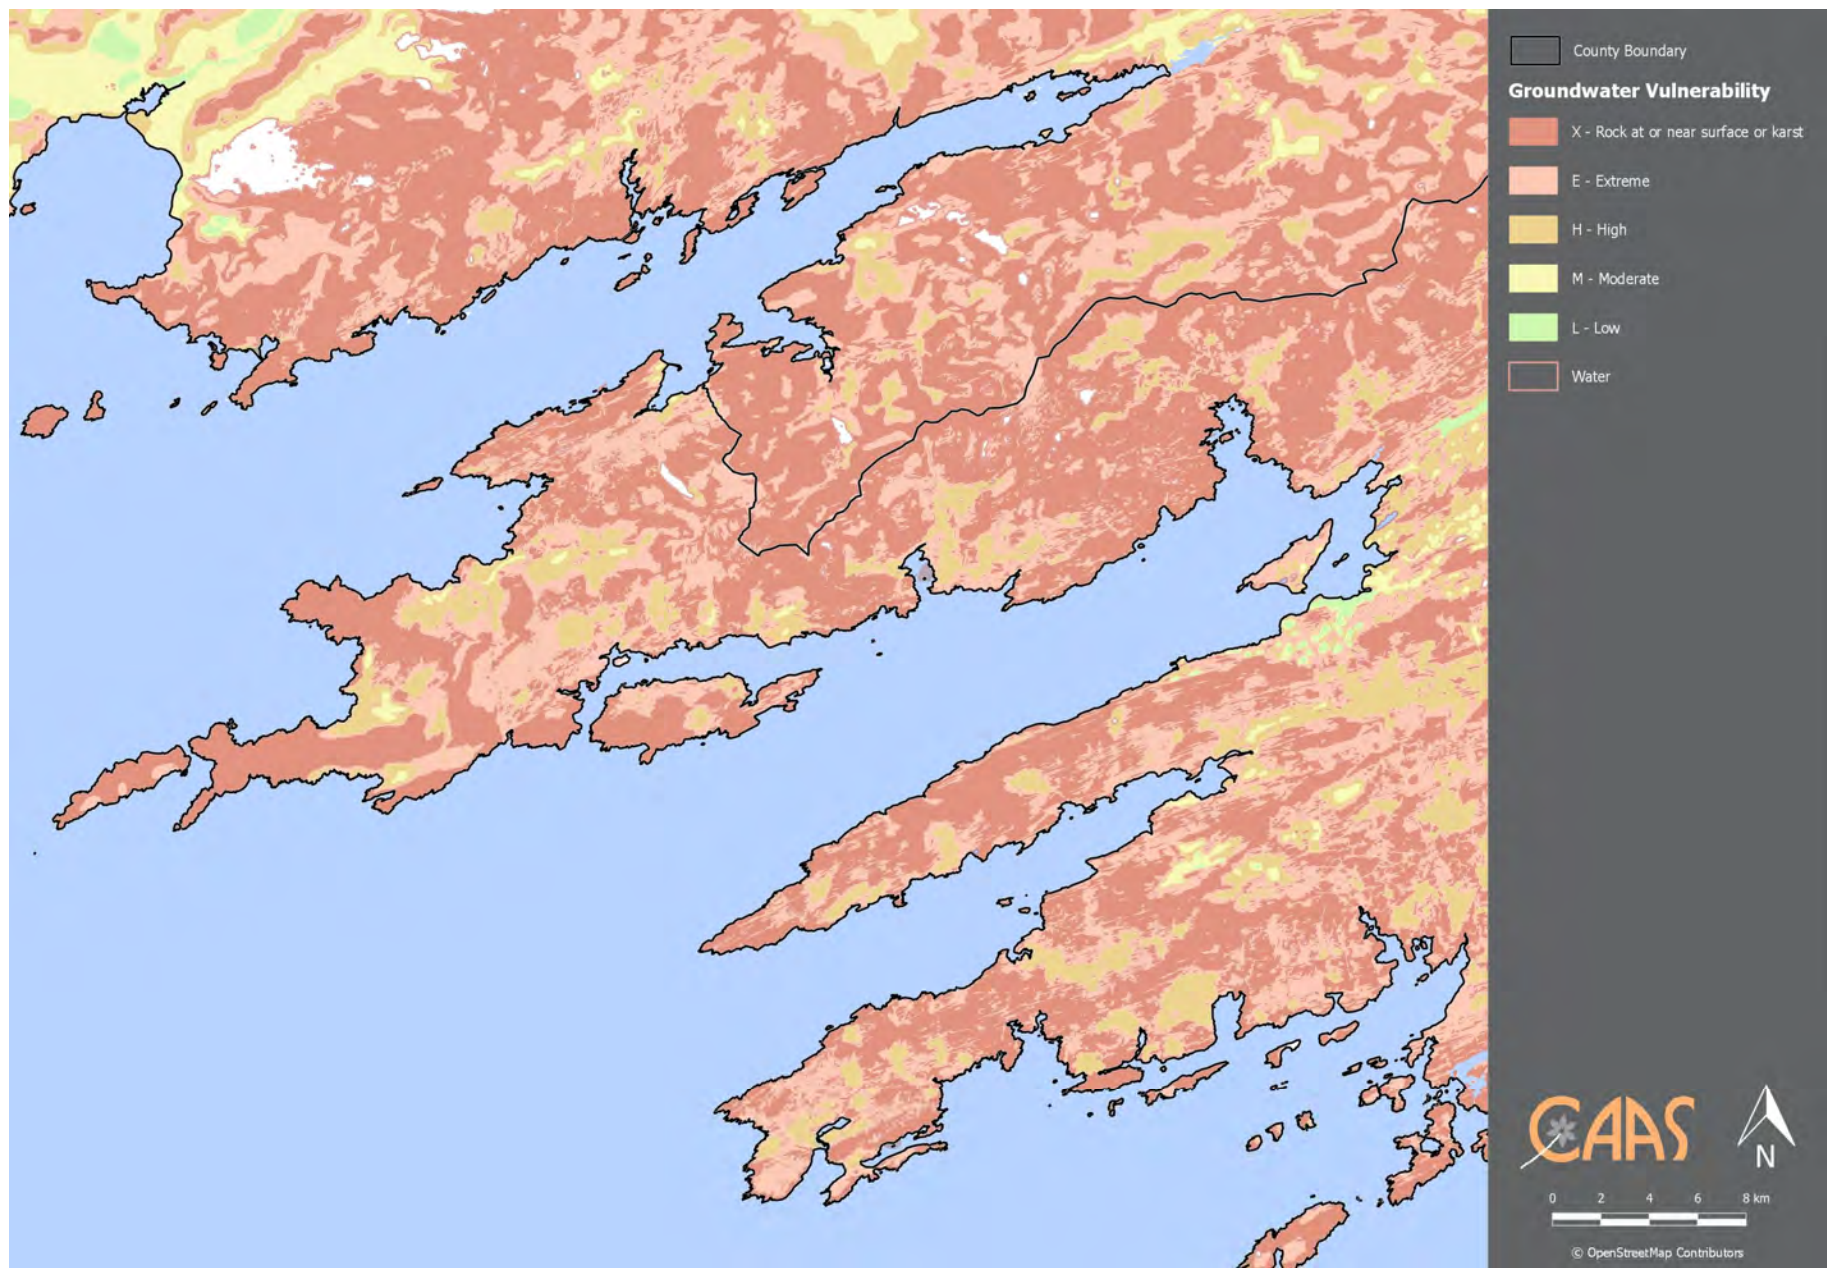 County Boundary
Groundwater Vulnerability
X - Rock at or near surface or karst
E - Extreme
H - High
M - Moderate
L - Low
Water
CAAS
N
0 2 4 6 8 km
© OpenStreetMap Contributors